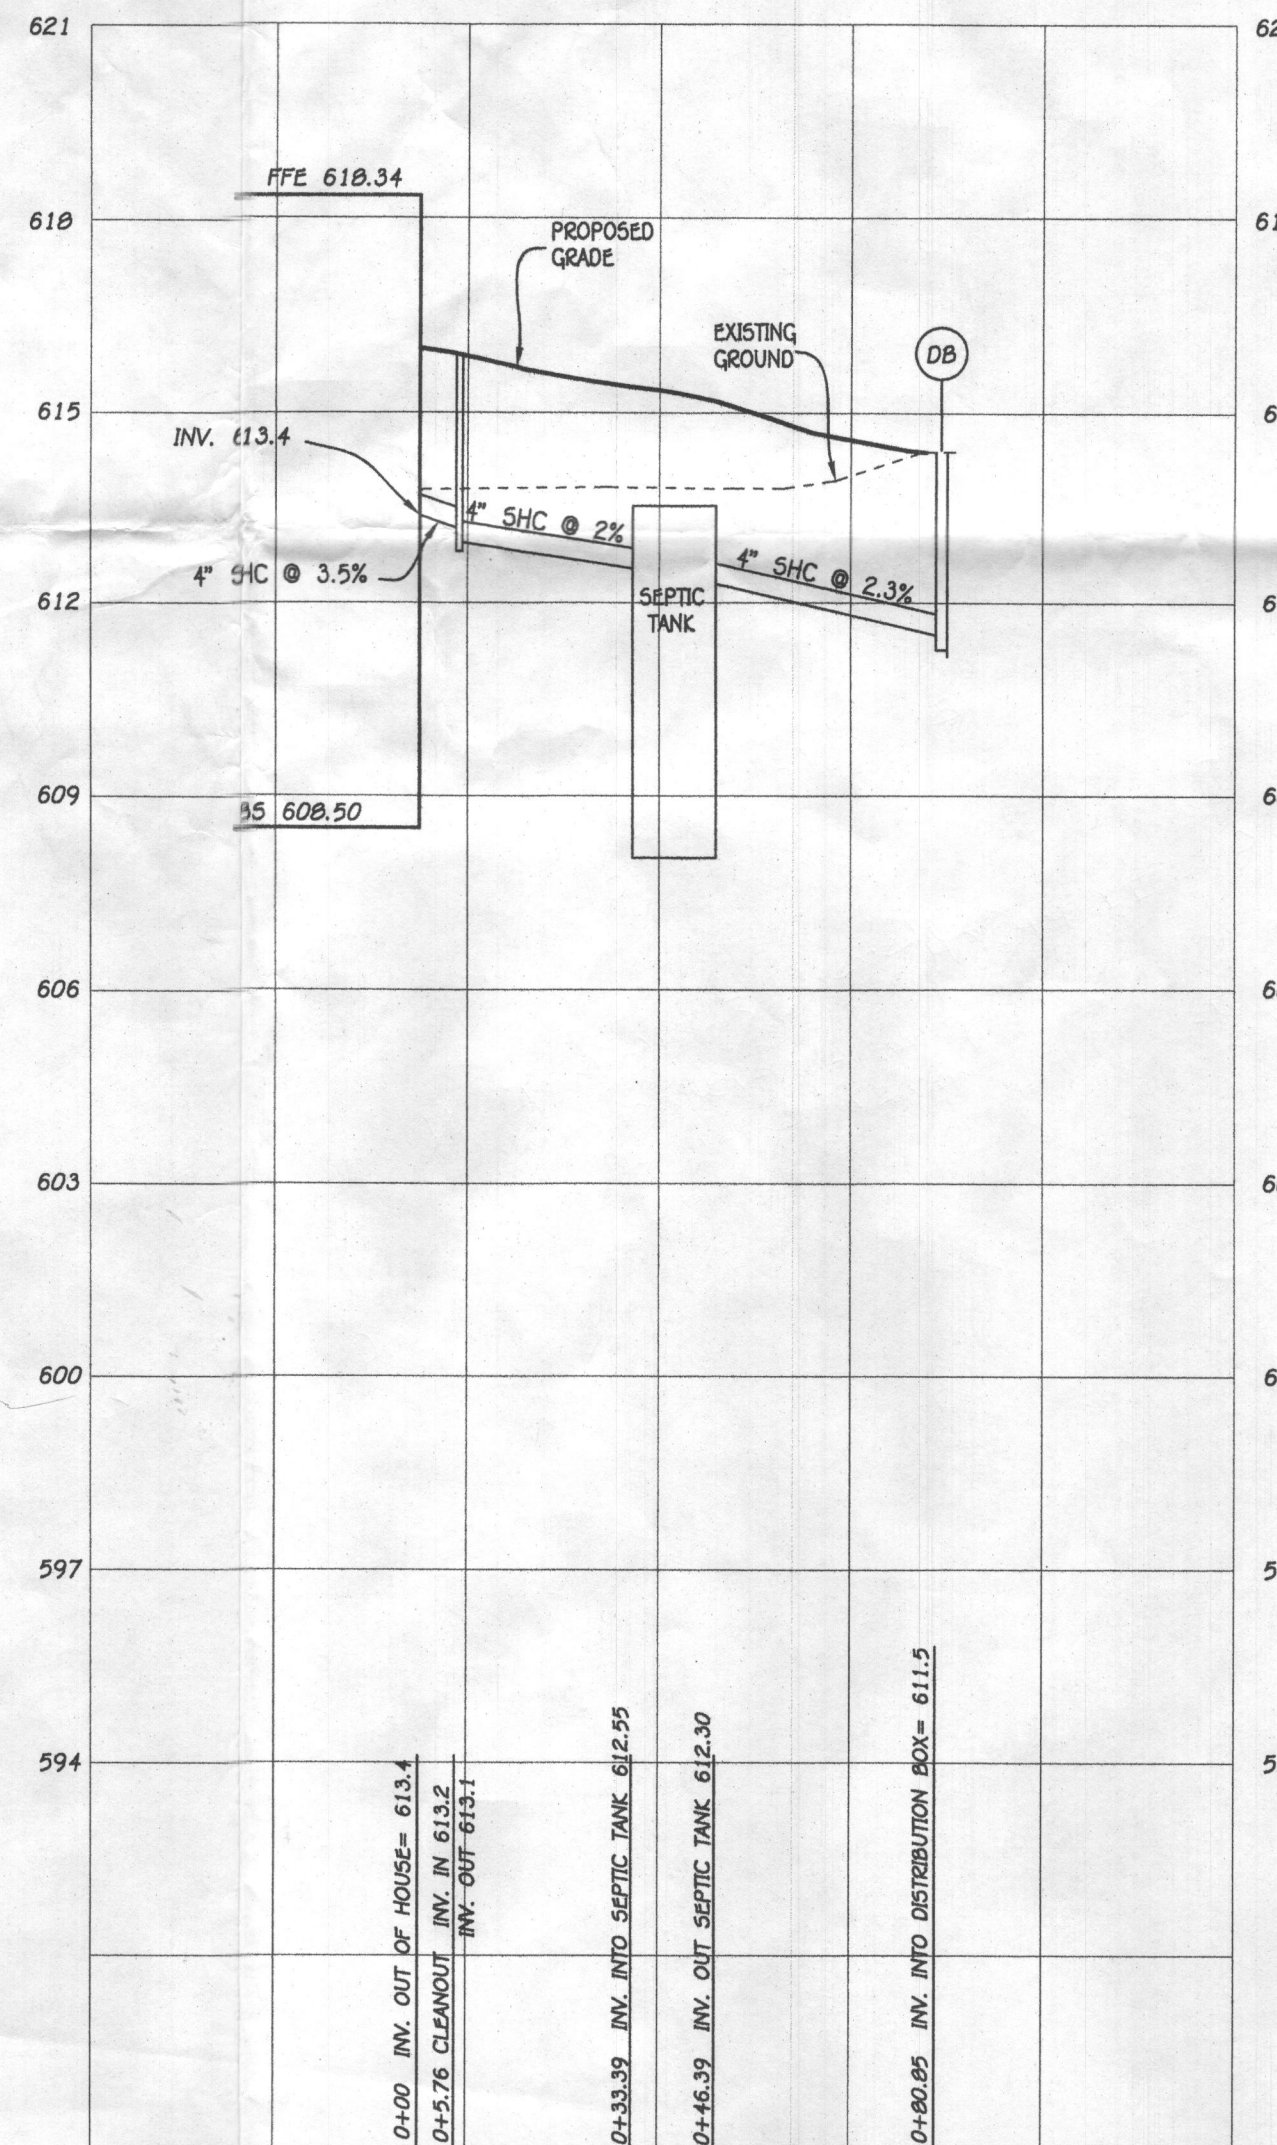 621
FFE 618.34
618
PROPOSED
GRADE
EXISTING
GROUND
DB
615
INV. 613.4
4" SHC @ 2%
4" SHC @ 3.5%
4" SHC @ 2.3%
612
SEPTIC
TANK
609
BS 608.50
606
603
600
597
594
0+00 INV. OUT OF HOUSE= 613.4
0+5.76 CLEANOUT INV. IN 613.2
INV. OUT 613.1
0+33.39 INV. INTO SEPTIC TANK 612.55
0+46.39 INV. OUT SEPTIC TANK 612.30
0+80.85 INV. INTO DISTRIBUTION BOX= 611.5